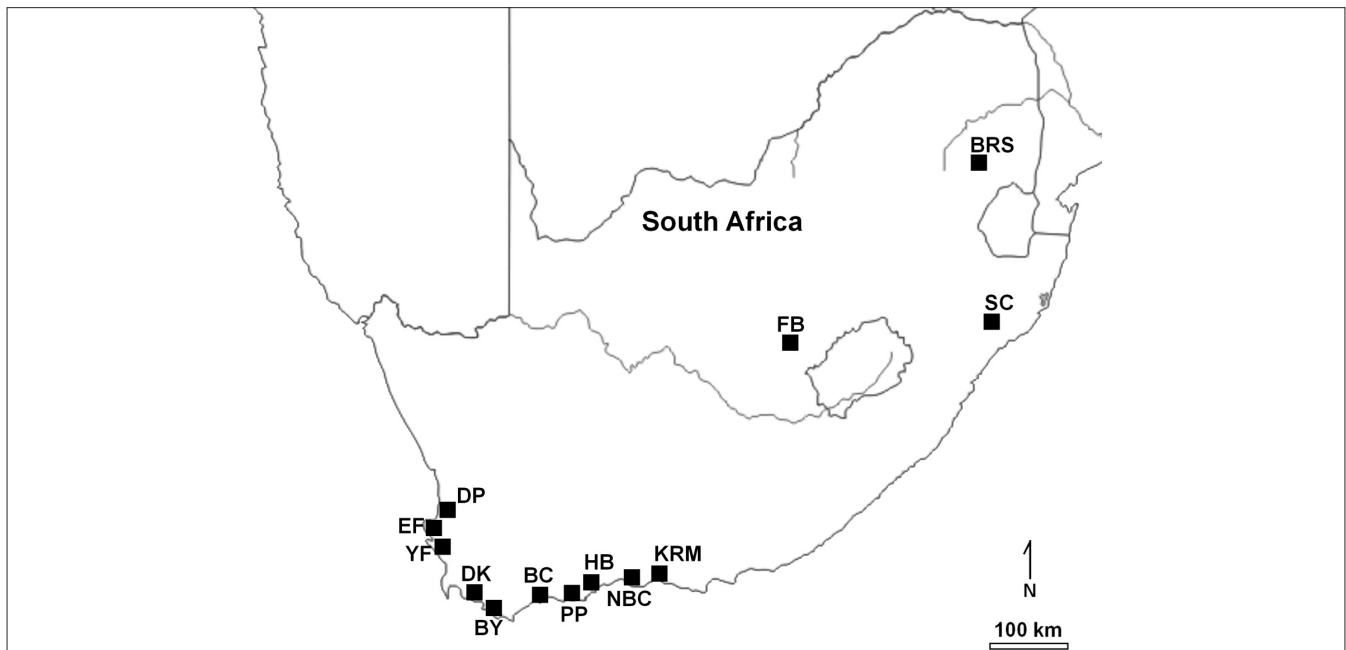 BRS
South Africa
SC
FB
DP
EF
YF
DK
BC
HB
KRM
NBC
PP
BY
N
100 km